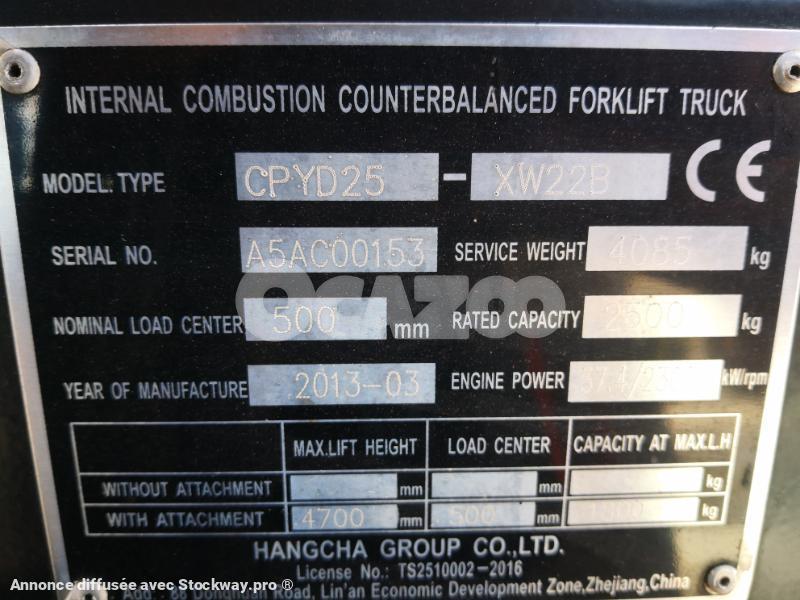 INTERNAL COMBUSTION COUNTERBALANCED FORKLIFT TRUCK
MODEL.TYPE CPYD25 - XW22B CE
SERIAL NO. A5AC00153 SERVICE WEIGHT 4085 kg
OCAZOO
NOMINAL LOAD CENTER 500 mm RATED CAPACITY 2500 kg
YEAR OF MANUFACTURE 2013-03 ENGINE POWER kW/rpm
MAX.LIFT HEIGHT LOAD CENTER CAPACITY AT MAX.L.H
WITHOUT ATTACHMENT mm mm kg
WITH ATTACHMENT 4700 mm 500 mm kg
HANGCHA GROUP CO.,LTD.
License No.: TS2510002-2016
Add.: 88 Donghuan Road, Lin'an Economic Development Zone,Zhejiang,China
Annonce diffusée avec Stockway.pro ®